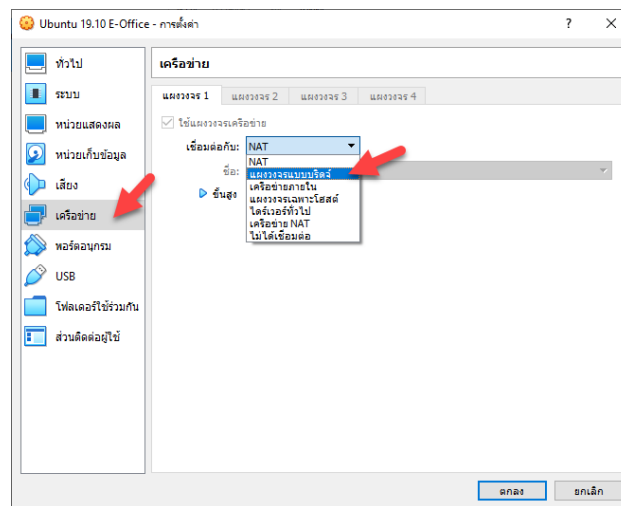 Ubuntu 19.10 E-Office - การตั้งค่า
ทั่วไป
ระบบ
หน่วยแสดงผล
หน่วยเก็บข้อมูล
เสียง
เครือข่าย
พอร์ตอนุกรม
USB
โฟลเดอร์ใช้ร่วมกัน
ส่วนติดต่อผู้ใช้
เครือข่าย
แผงวงจร 1 แผงวงจร 2 แผงวงจร 3 แผงวงจร 4
ใช้แผงวงจรเครือข่าย
เชื่อมต่อกับ: NAT
ชื่อ:
ขั้นสูง
NAT
แผงวงจรแบบบริดจ์
เครือข่ายภายใน
แผงวงจรเฉพาะโฮสต์
ไดร์เวอร์ทั่วไป
เครือข่าย NAT
ไม่ได้เชื่อมต่อ
ตกลง ยกเลิก